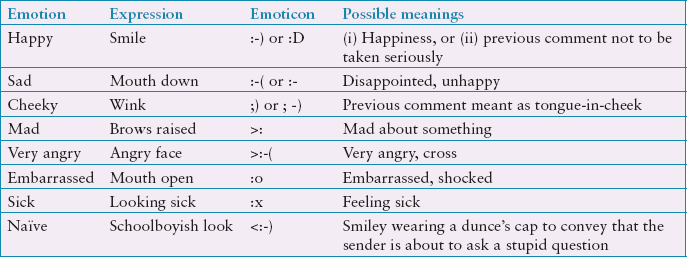 Emotion Expression Emoticon Possible meanings
Happy Smile :-) or :D (i) Happiness, or (ii) previous comment not to be
taken seriously
Sad Mouth down :-( or :- Disappointed, unhappy
Cheeky Wink ;) or ; -) Previous comment meant as tongue-in-cheek
Mad Brows raised >: Mad about something
Very angry Angry face >:-( Very angry, cross
Embarrassed Mouth open :o Embarrassed, shocked
Sick Looking sick :x Feeling sick
Naïve Schoolboyish look <:-) Smiley wearing a dunce's cap to convey that the
sender is about to ask a stupid question